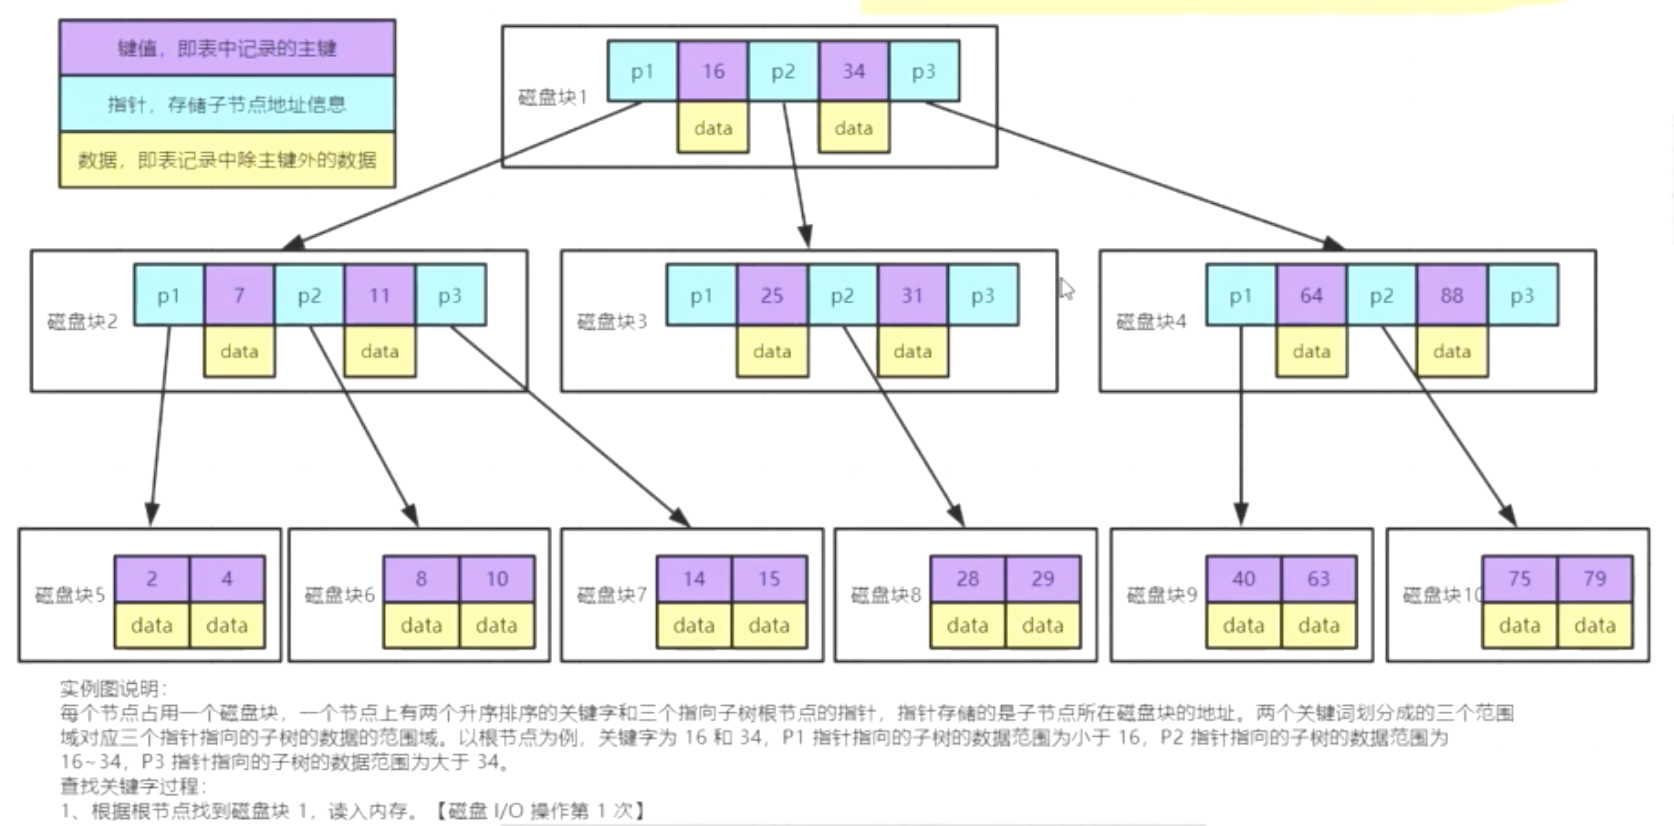 键值，即表中记录的主键
指针，存储子节点地址信息
数据，即表记录中除主键外的数据
磁盘块1
p1 16 p2 34 p3
data data
磁盘块2
p1 7 p2 11 p3
data data
磁盘块3
p1 25 p2 31 p3
data data
磁盘块4
p1 64 p2 88 p3
data data
磁盘块5
2 4
data data
磁盘块6
8 10
data data
磁盘块7
14 15
data data
磁盘块8
28 29
data data
磁盘块9
40 63
data data
磁盘块10
75 79
data data
实例图说明：
每个节点占用一个磁盘块，一个节点上有两个升序排序的关键字和三个指向子树根节点的指针，指针存储的是子节点所在磁盘块的地址。两个关键词划分成的三个范围
域对应三个指针指向的子树的数据的范围域。以根节点为例，关键字为 16 和 34，P1 指针指向的子树的数据范围为小于 16，P2 指针指向的子树的数据范围为
16~34，P3 指针指向的子树的数据范围为大于 34。
查找关键字过程：
1、根据根节点找到磁盘块 1，读入内存。【磁盘 I/O 操作第 1 次】